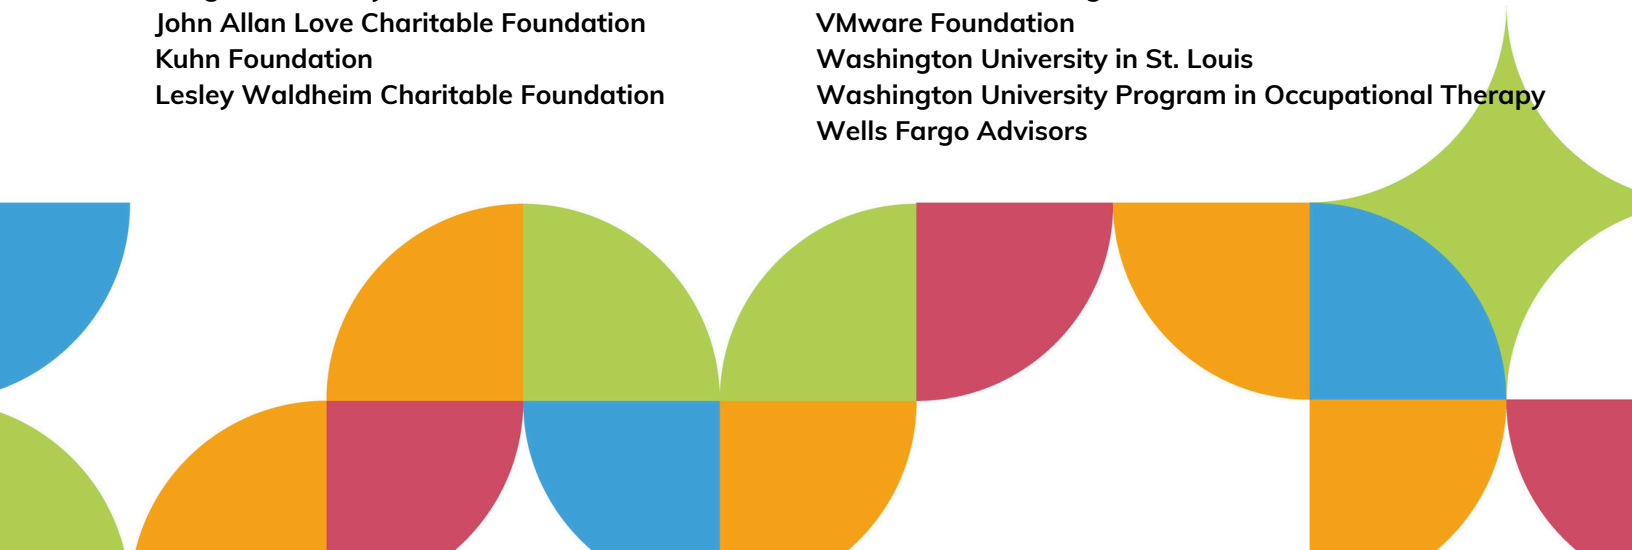 John Allan Love Charitable Foundation
Kuhn Foundation
Lesley Waldheim Charitable Foundation
VMware Foundation
Washington University in St. Louis
Washington University Program in Occupational Therapy
Wells Fargo Advisors